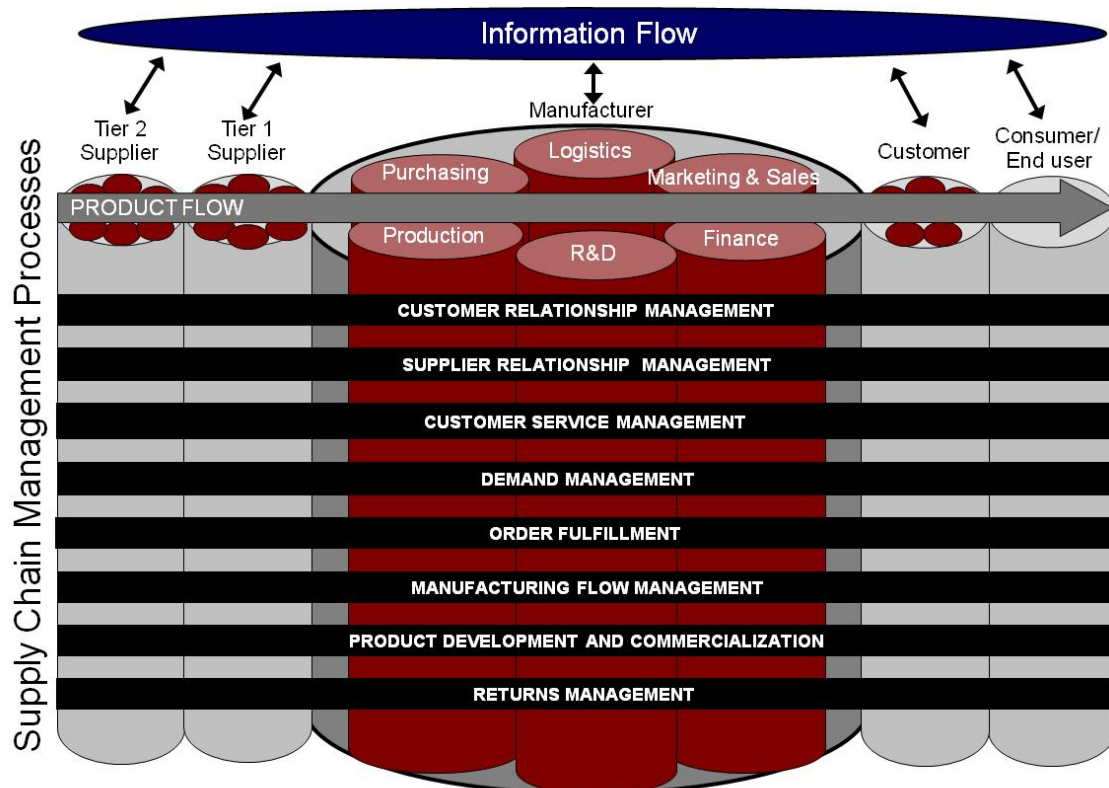 Information Flow
Tier 2
Supplier
Tier 1
Supplier
Manufacturer
Customer
Consumer/
End user
Logistics
Purchasing
Marketing & Sales
PRODUCT FLOW
Production
R&D
Finance
Supply Chain Management Processes
CUSTOMER RELATIONSHIP MANAGEMENT
SUPPLIER RELATIONSHIP MANAGEMENT
CUSTOMER SERVICE MANAGEMENT
DEMAND MANAGEMENT
ORDER FULFILLMENT
MANUFACTURING FLOW MANAGEMENT
PRODUCT DEVELOPMENT AND COMMERCIALIZATION
RETURNS MANAGEMENT